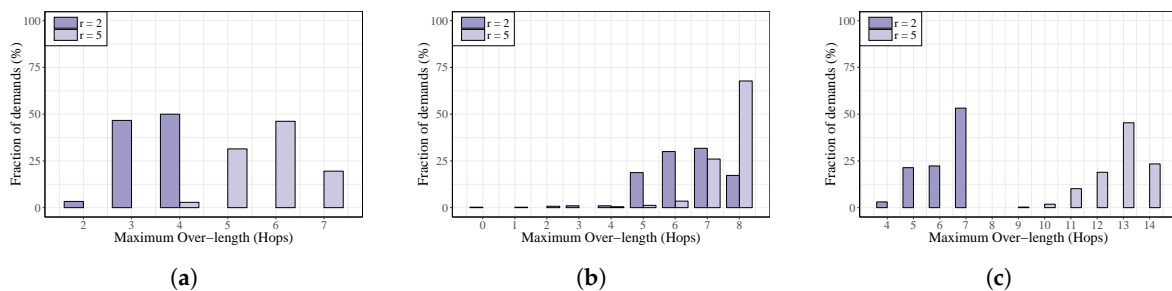 100
75
50
25
0
Fraction of demands (%)
r = 2
r = 5
2 3 4 5 6 7
Maximum Over−length (Hops)
(a)
100
75
50
25
0
Fraction of demands (%)
r = 2
r = 5
0 1 2 3 4 5 6 7 8
Maximum Over−length (Hops)
(b)
100
75
50
25
0
Fraction of demands (%)
r = 2
r = 5
4 5 6 7 8 9 10 11 12 13 14
Maximum Over−length (Hops)
(c)